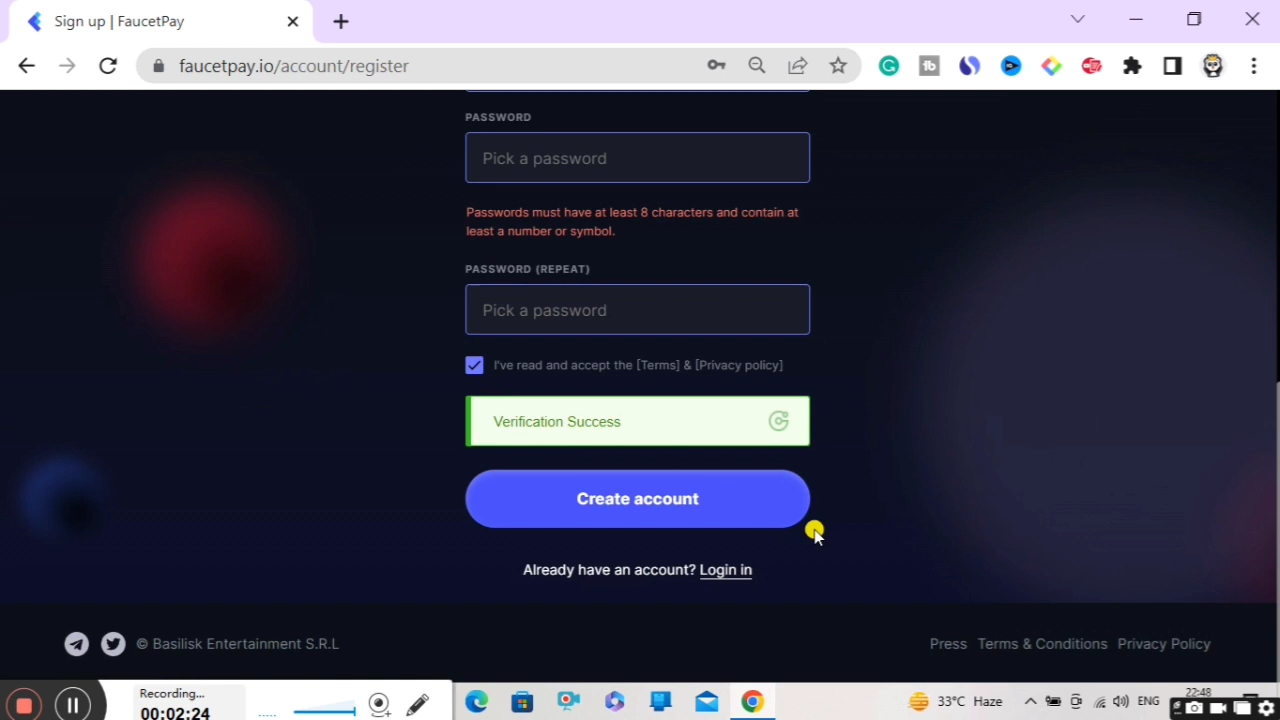 Sign up | FaucetPay
faucetpay.io/account/register
PASSWORD
Pick a password
Passwords must have at least 8 characters and contain at
least a number or symbol.
PASSWORD (REPEAT)
Pick a password
I've read and accept the [Terms] & [Privacy policy]
Verification Success
Create account
Already have an account? Login in
© Basilisk Entertainment S.R.L
Press Terms & Conditions Privacy Policy
Recording...
00:02:24
33°C Haze
ENG
22:48